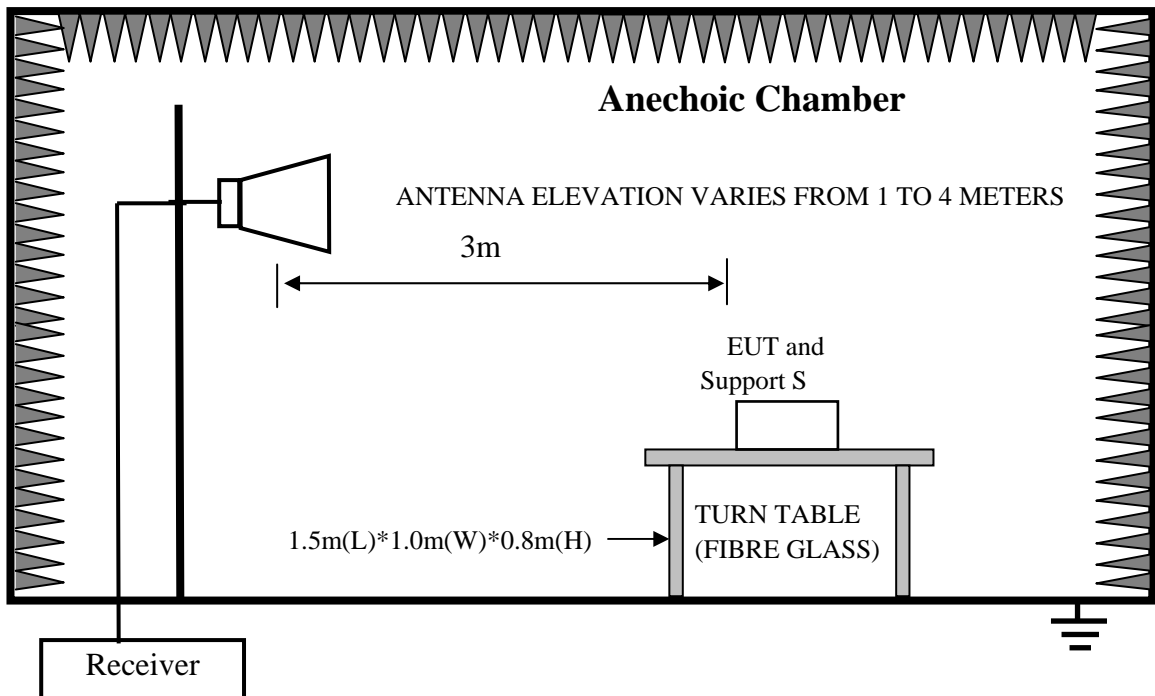 Anechoic Chamber
ANTENNA ELEVATION VARIES FROM 1 TO 4 METERS
3m
EUT and
Support S
1.5m(L)*1.0m(W)*0.8m(H)
TURN TABLE
(FIBRE GLASS)
Receiver